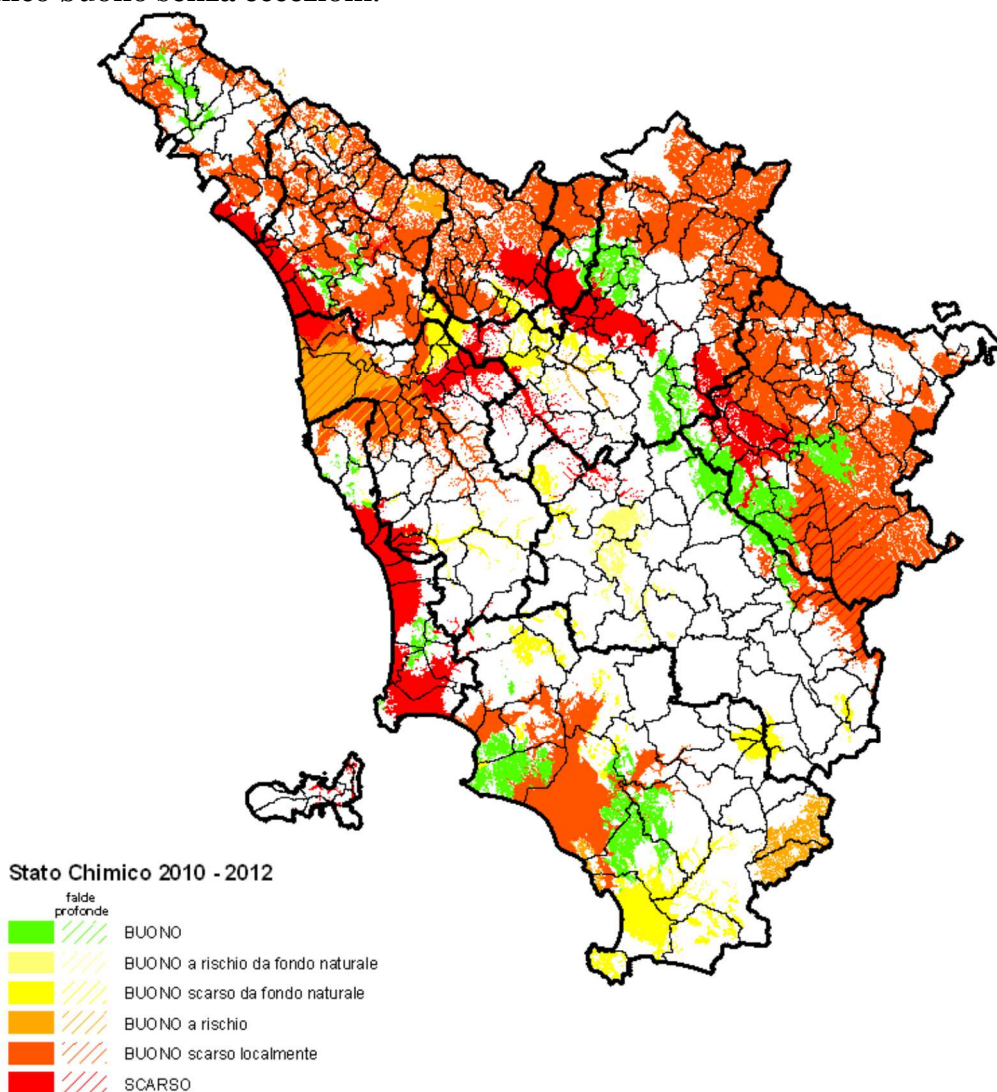 Stato Chimico 2010 - 2012
falde
profonde
BUONO
BUONO a rischio da fondo naturale
BUONO scarso da fondo naturale
BUONO a rischio
BUONO scarso localmente
SCARSO